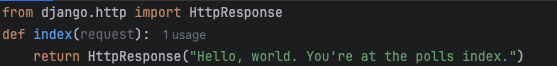 from django.http import HttpResponse
def index(request): 1 usage
    return HttpResponse("Hello, world. You're at the polls index.")